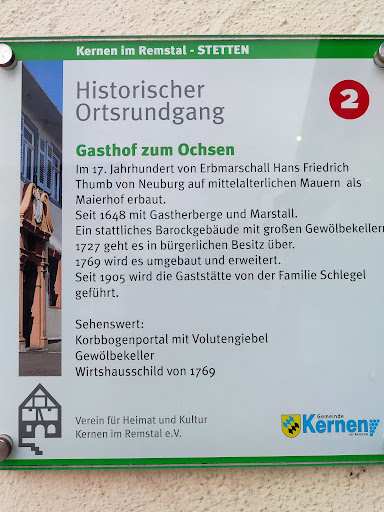 Kernen im Remstal - STETTEN
Historischer
Ortsrundgang
2
Gasthof zum Ochsen
Im 17. Jahrhundert von Erbmarschall Hans Friedrich
Thumb von Neuburg auf mittelalterlichen Mauern als
Maierhof erbaut.
Seit 1648 mit Gastherberge und Marstall.
Ein stattliches Barockgebäude mit großen Gewölbekellern
1727 geht es in bürgerlichen Besitz über.
1769 wird es umgebaut und erweitert.
Seit 1905 wird die Gaststätte von der Familie Schlegel
geführt.
Sehenswert:
Korbbogenportal mit Volutengiebel
Gewölbekeller
Wirtshausschild von 1769
Verein für Heimat und Kultur
Kernen im Remstal e.V.
Gemeinde
Kernen
im Remstal